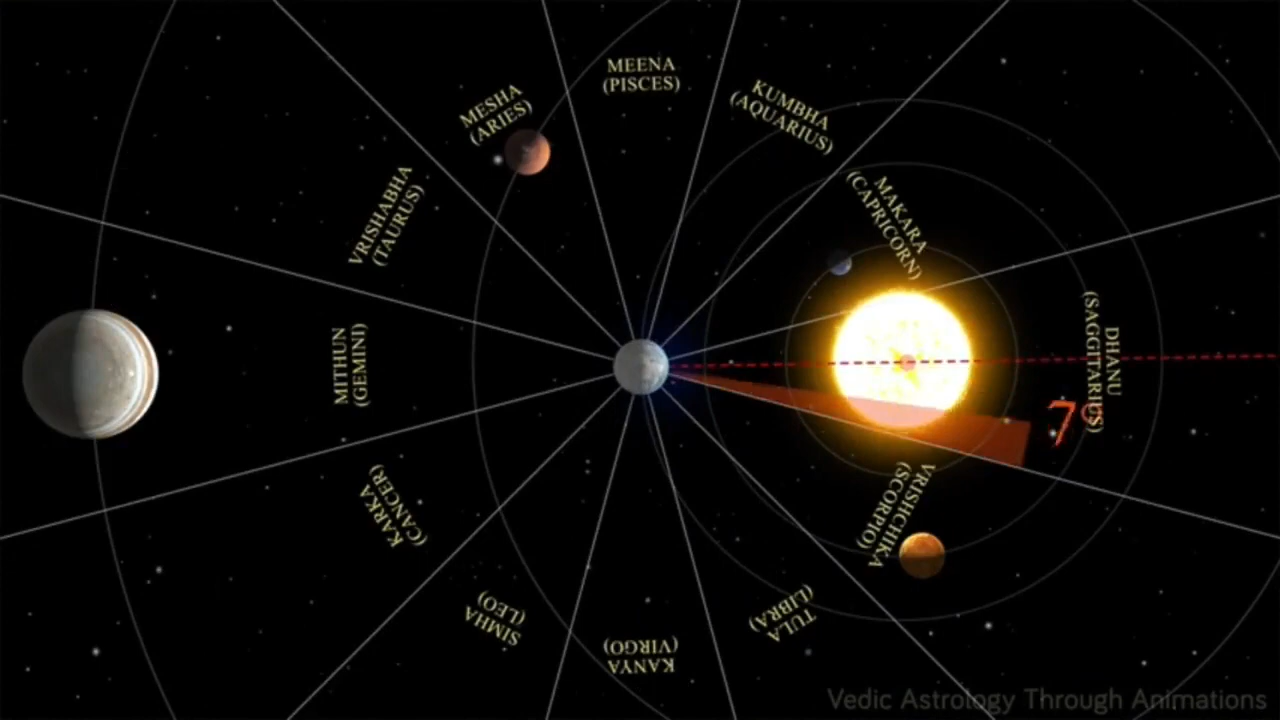 MEENA
(PISCES)
KUMBHA
(AQUARIUS)
MESHA
(ARIES)
MAKARA
(CAPRICORN)
VRISHABHA
(TAURUS)
DHANU
(SAGGITARIUS)
MITHUN
(GEMINI)
7°
VRISHCHIKA
(SCORPIO)
KARKA
(CANCER)
TULA
(LIBRA)
SIMHA
(LEO)
KANYA
(VIRGO)
Vedic Astrology Through Animations